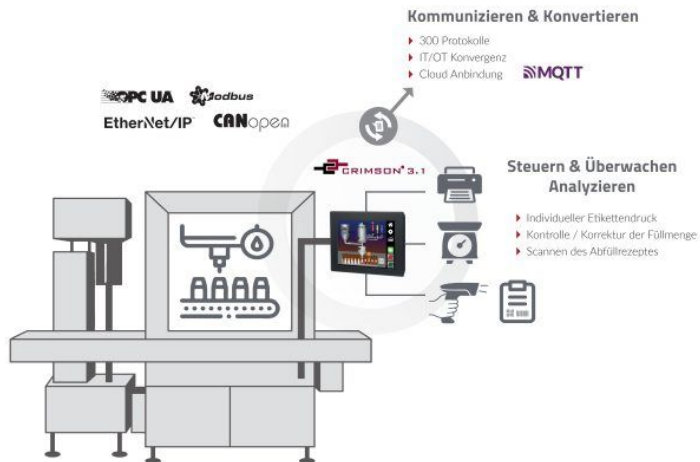 Kommunizieren & Konvertieren
300 Protokolle
IT/OT Konvergenz
Cloud Anbindung
MQTT
OPC UA
Modbus
EtherNet/IP
CANopen
CRIMSON 3.1
Steuern & Überwachen
Analyzieren
Individueller Etikettendruck
Kontrolle / Korrektur der Füllmenge
Scannen des Abfüllrezeptes